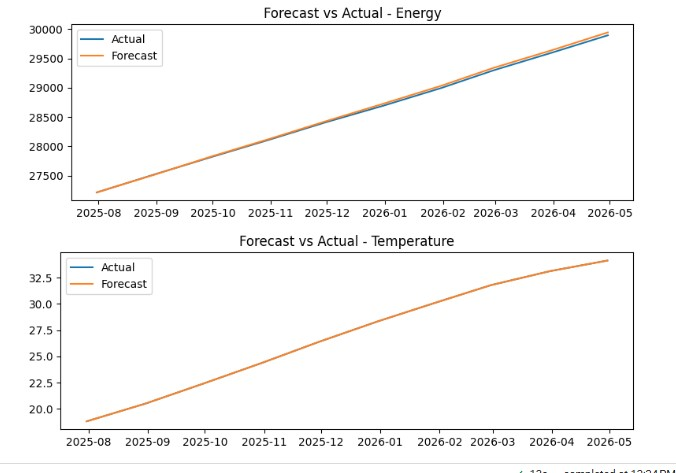 Forecast vs Actual - Energy
30000
Actual
Forecast
29500
29000
28500
28000
27500
2025-08 2025-09 2025-10 2025-11 2025-12 2026-01 2026-02 2026-03 2026-04 2026-05
Forecast vs Actual - Temperature
Actual
32.5
Forecast
30.0
27.5
25.0
22.5
20.0
2025-08 2025-09 2025-10 2025-11 2025-12 2026-01 2026-02 2026-03 2026-04 2026-05
completed at